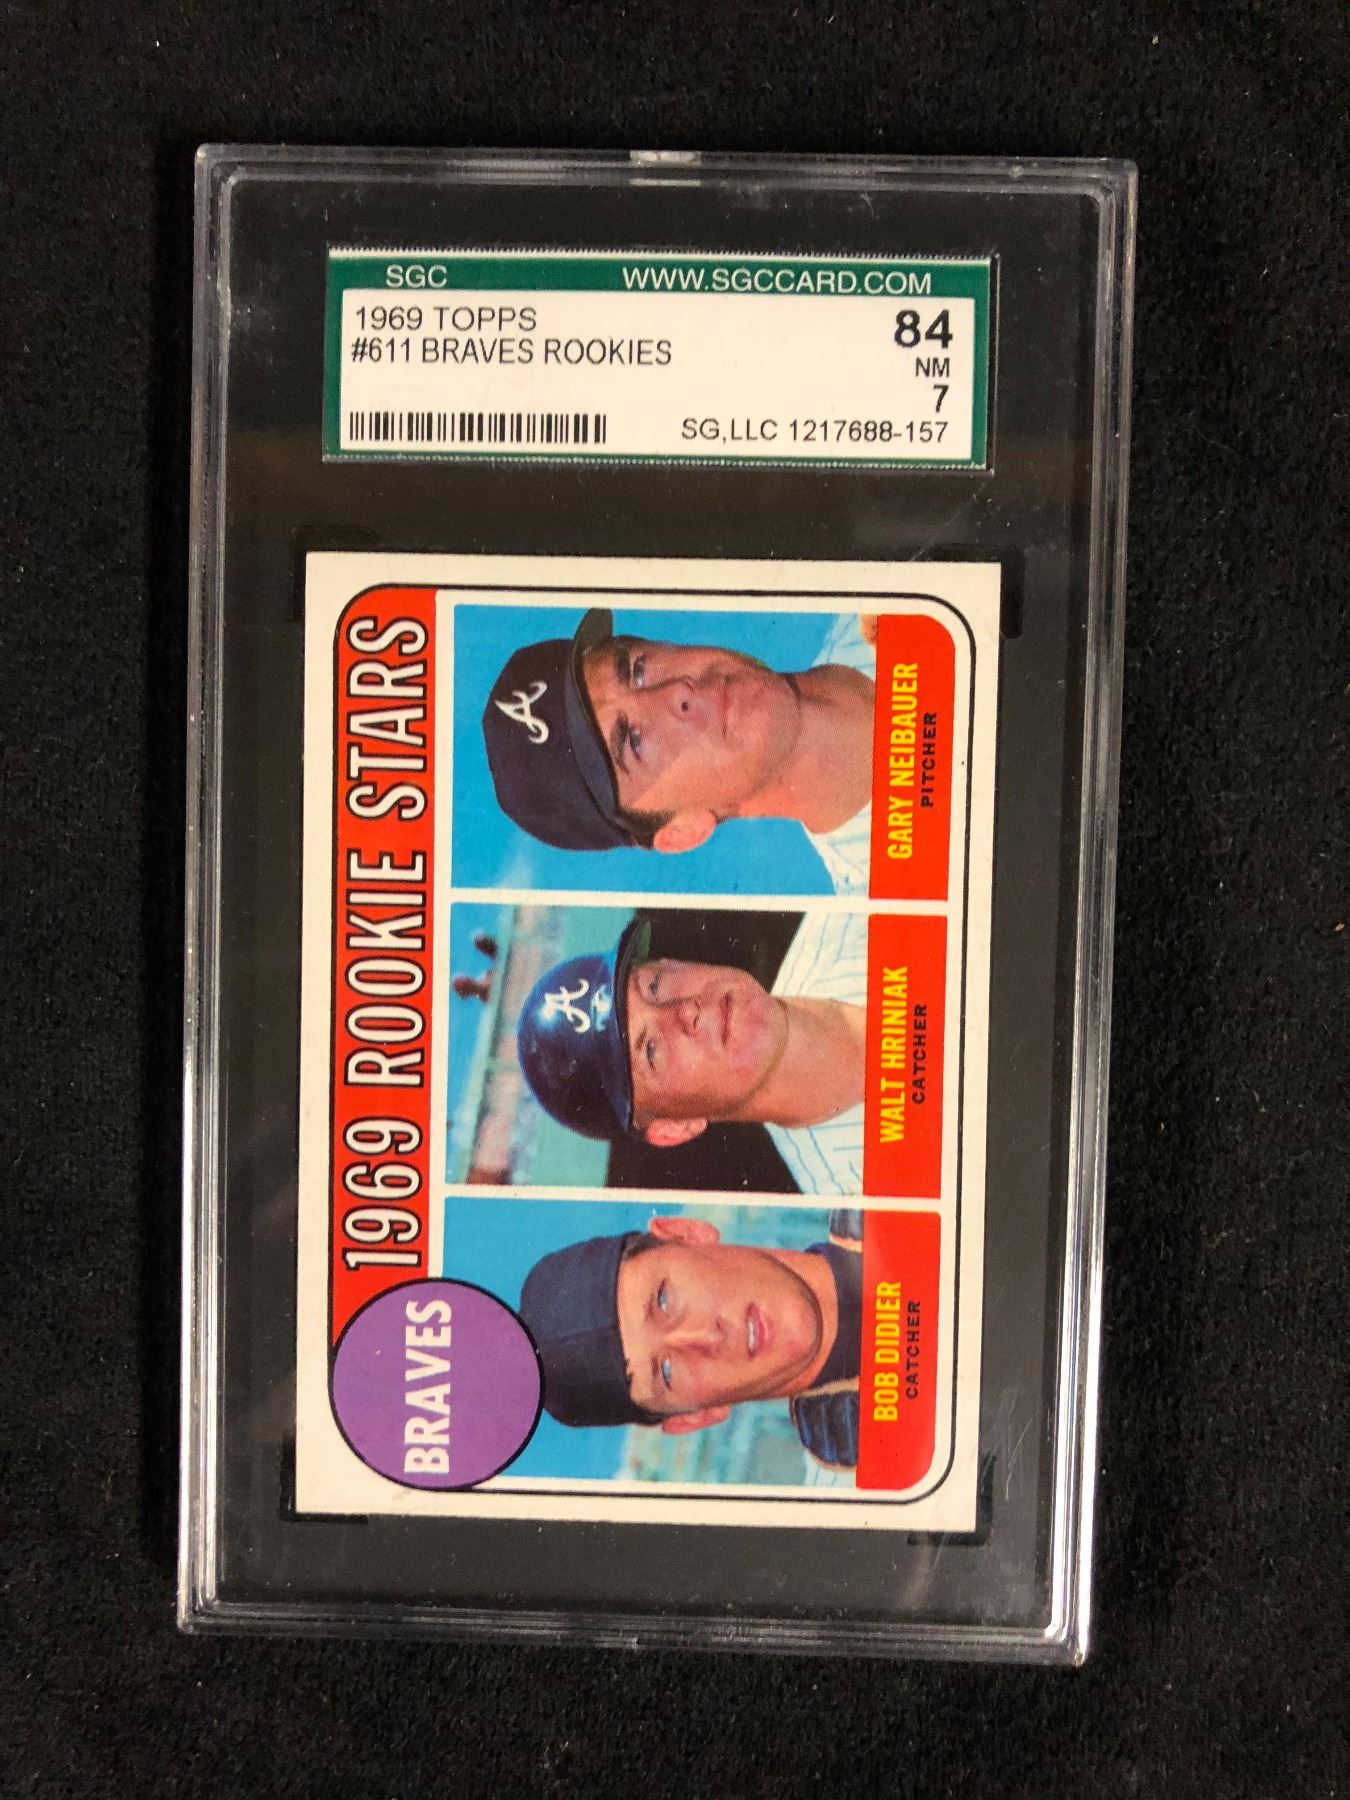 SGC WWW.SGCCARD.COM
1969 TOPPS
#611 BRAVES ROOKIES
84
NM
7
SG,LLC 1217688-157
1969 ROOKIE STARS
BRAVES
BOB DIDIER
CATCHER
WALT HRINIAK
CATCHER
GARY NEIBAUER
PITCHER
A
A